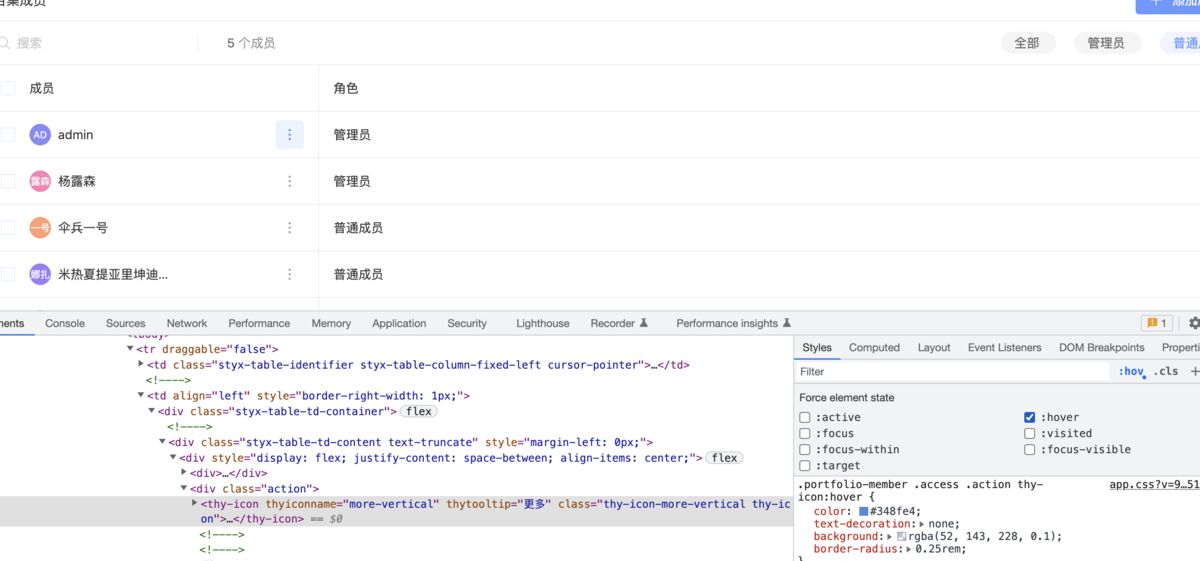 集成员
添加
搜索
5 个成员
全部
管理员
普通
成员
角色
AD admin
管理员
露森 杨露森
管理员
一号 伞兵一号
普通成员
娜扎 米热夏提亚里坤迪...
普通成员
ments Console Sources Network Performance Memory Application Security Lighthouse Recorder Performance insights 1
▼<tr draggable="false">
▶<td class="styx-table-identifier styx-table-column-fixed-left cursor-pointer">…</td>
<!---->
▼<td align="left" style="border-right-width: 1px;">
▼<div class="styx-table-td-container"> flex
<!---->
▼<div class="styx-table-td-content text-truncate" style="margin-left: 0px;">
▼<div style="display: flex; justify-content: space-between; align-items: center;"> flex
▶<div>…</div>
▼<div class="action">
▶<thy-icon thyiconname="more-vertical" thytooltip="更多" class="thy-icon-more-vertical thy-ic
on">…</thy-icon> == $0
<!---->
<!---->
Styles Computed Layout Event Listeners DOM Breakpoints Properti
Filter
:hov .cls +
Force element state
:active
:hover
:focus
:visited
:focus-within
:focus-visible
:target
.portfolio-member .access .action thy-
app.css?v=9…51
icon:hover {
color: #348fe4;
text-decoration:▶ none;
background:▶ rgba(52, 143, 228, 0.1);
border-radius:▶ 0.25rem;
}